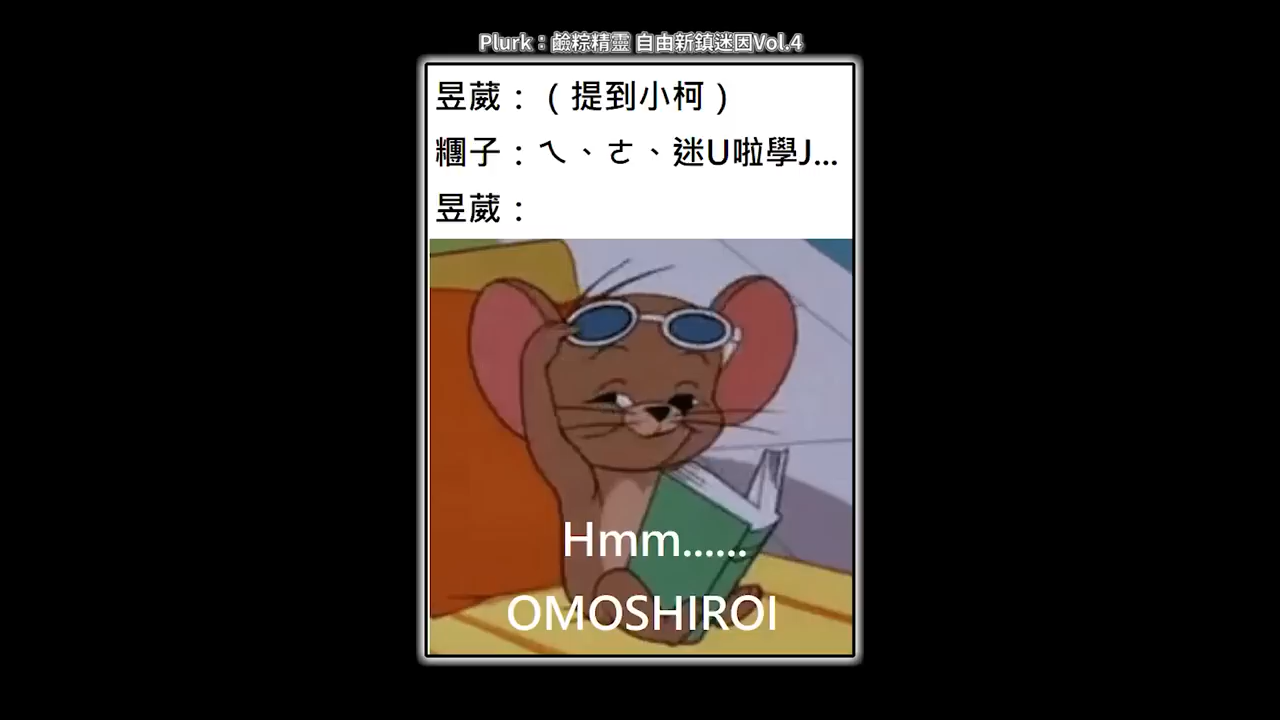 Plurk：鹼粽精靈 自由新鎮迷因Vol.4
昱葳：（提到小柯）
糰子：ㄟ、ㄜ、迷U啦學J...
昱葳：
Hmm......
OMOSHIROI